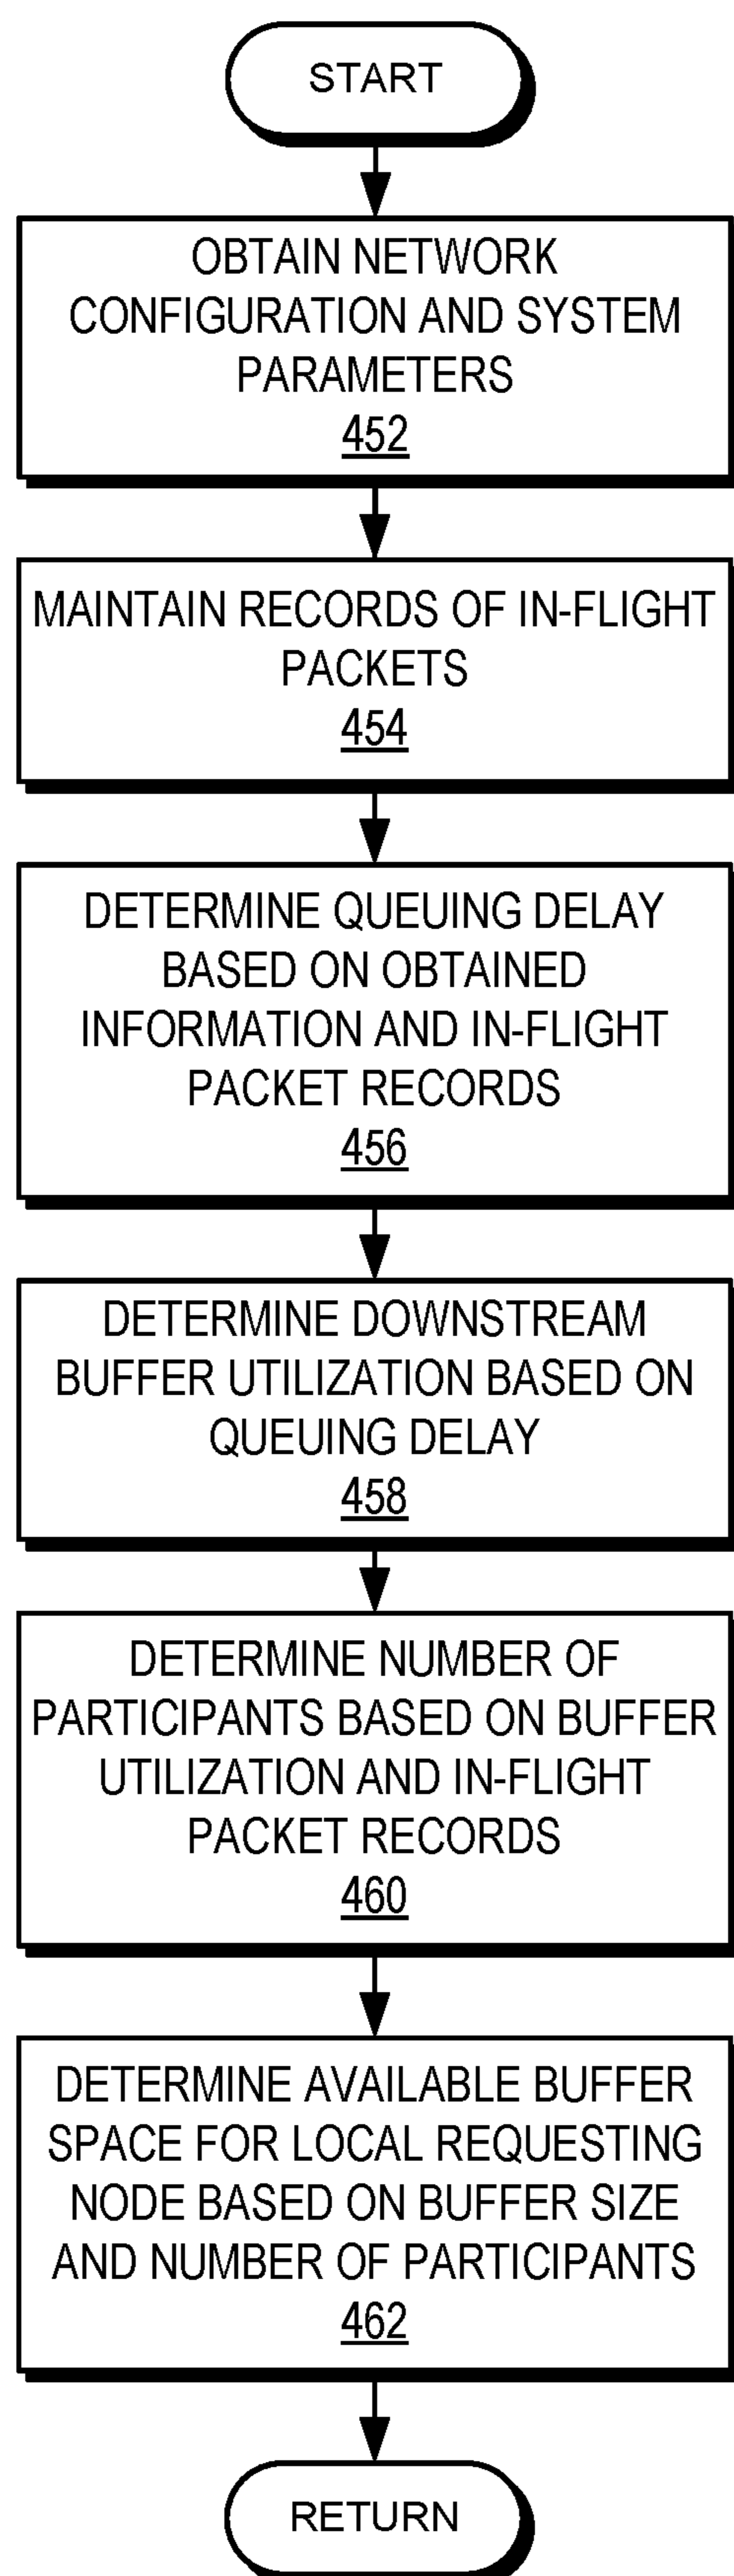 START
OBTAIN NETWORK
CONFIGURATION AND SYSTEM
PARAMETERS
452
MAINTAIN RECORDS OF IN-FLIGHT
PACKETS
454
DETERMINE QUEUING DELAY
BASED ON OBTAINED
INFORMATION AND IN-FLIGHT
PACKET RECORDS
456
DETERMINE DOWNSTREAM
BUFFER UTILIZATION BASED ON
QUEUING DELAY
458
DETERMINE NUMBER OF
PARTICIPANTS BASED ON BUFFER
UTILIZATION AND IN-FLIGHT
PACKET RECORDS
460
DETERMINE AVAILABLE BUFFER
SPACE FOR LOCAL REQUESTING
NODE BASED ON BUFFER SIZE
AND NUMBER OF PARTICIPANTS
462
RETURN